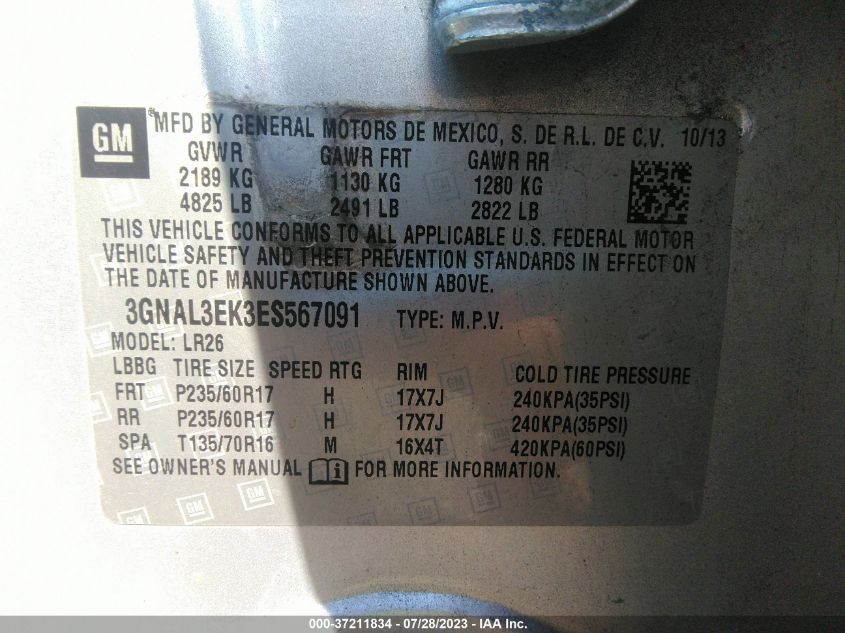 GM
MFD BY GENERAL MOTORS DE MEXICO, S. DE R.L. DE C.V. 10/13
GVWR GAWR FRT GAWR RR
2189 KG 1130 KG 1280 KG
4825 LB 2491 LB 2822 LB
THIS VEHICLE CONFORMS TO ALL APPLICABLE U.S. FEDERAL MOTOR
VEHICLE SAFETY AND THEFT PREVENTION STANDARDS IN EFFECT ON
THE DATE OF MANUFACTURE SHOWN ABOVE.
3GNAL3EK3ES567091 TYPE: M.P.V.
MODEL: LR26
LBBG TIRE SIZE SPEED RTG RIM COLD TIRE PRESSURE
FRT P235/60R17 H 17X7J 240KPA(35PSI)
RR P235/60R17 H 17X7J 240KPA(35PSI)
SPA T135/70R16 M 16X4T 420KPA(60PSI)
SEE OWNER'S MANUAL i FOR MORE INFORMATION.
000-37211834 - 07/28/2023 - IAA Inc.